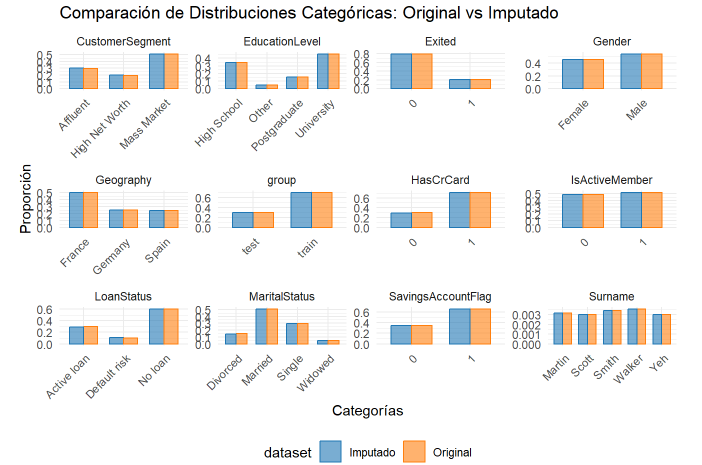 Comparación de Distribuciones Categóricas: Original vs Imputado
CustomerSegment
EducationLevel
Exited
Gender
0.5
0.4
0.3
0.2
0.1
0.0
Affluent
High Net Worth
Mass Market
0.4
0.3
0.2
0.1
0.0
High School
Other
Postgraduate
University
0.8
0.6
0.4
0.2
0.0
0
1
0.4
0.2
0.0
Female
Male
Geography
group
HasCrCard
IsActiveMember
0.5
0.4
0.3
0.2
0.1
0.0
France
Germany
Spain
0.6
0.4
0.2
0.0
test
train
0.6
0.4
0.2
0.0
0
1
0.5
0.4
0.3
0.2
0.1
0.0
0
1
LoanStatus
MaritalStatus
SavingsAccountFlag
Surname
0.6
0.4
0.2
0.0
Active loan
Default risk
No loan
0.5
0.4
0.3
0.2
0.1
0.0
Divorced
Married
Single
Widowed
0.6
0.4
0.2
0.0
0
1
0.003
0.002
0.001
0.000
Martin
Scott
Smith
Walker
Yeh
Proporción
Categorías
dataset
Imputado
Original